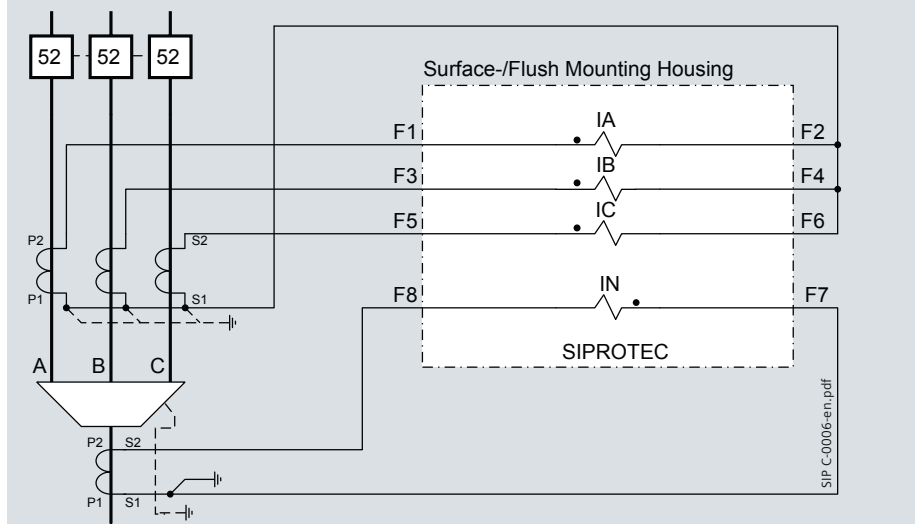 52 52 52
Surface-/Flush Mounting Housing
F1 IA F2
F3 IB F4
F5 IC F6
P2 S2
P1 S1
F8 IN F7
SIPROTEC
A B C
P2 S2
P1 S1
SIP C-0006-en.pdf